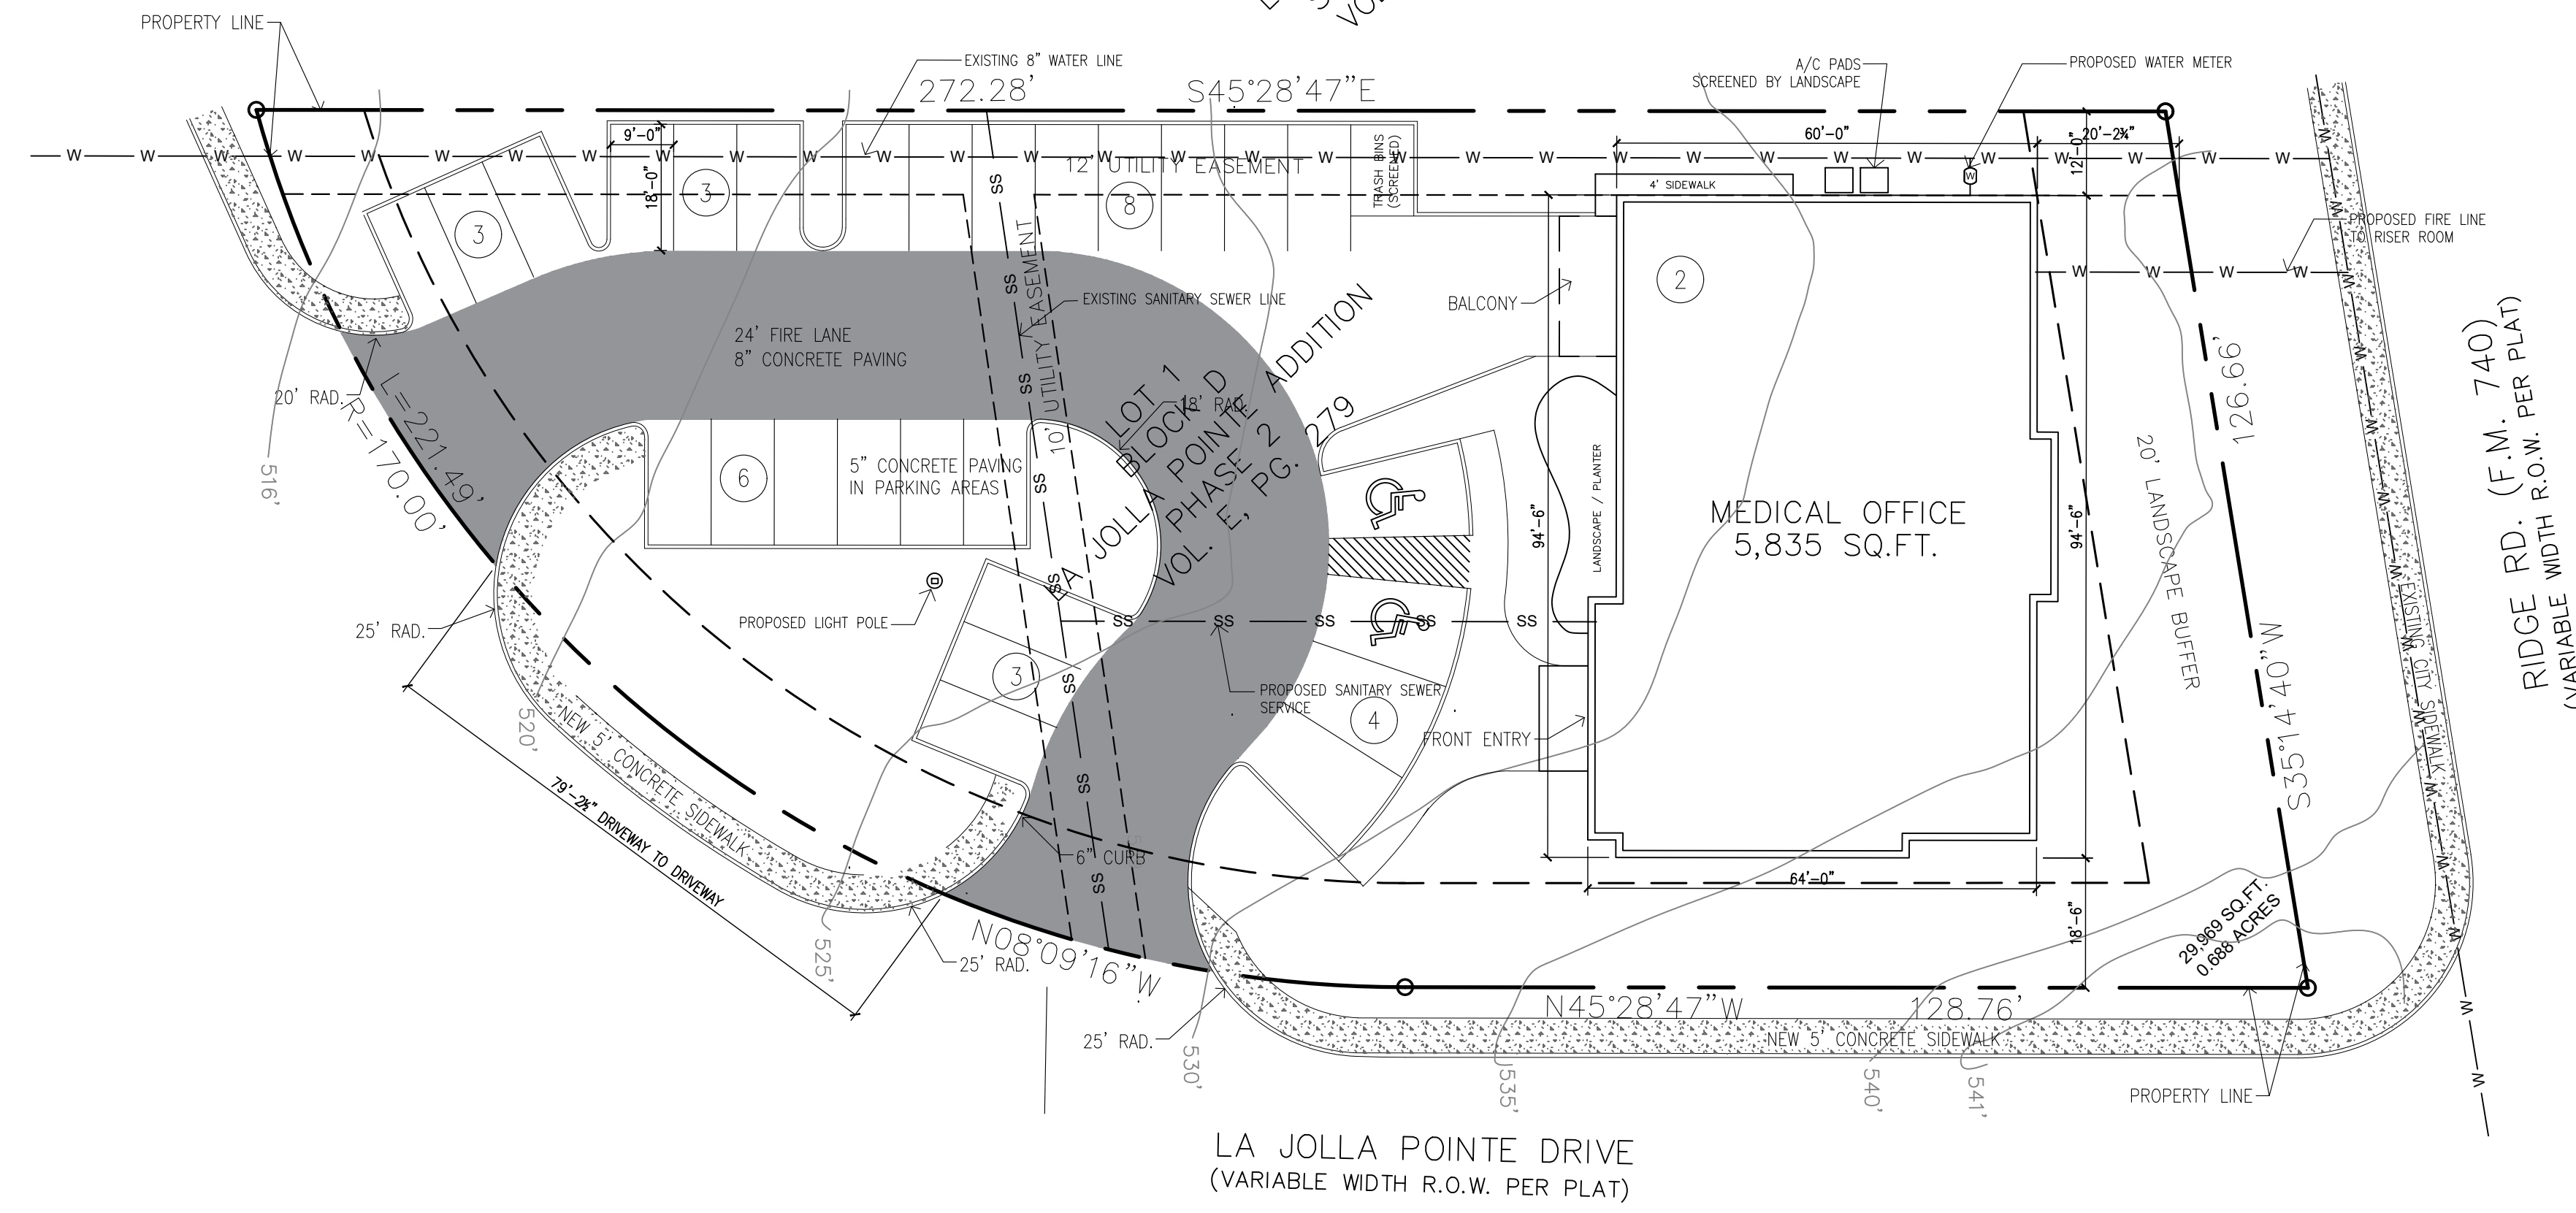 PROPERTY LINE
EXISTING 8" WATER LINE
272.28'
S45°28'47"E
A/C PADS
SCREENED BY LANDSCAPE
PROPOSED WATER METER
9'-0"
18'-0"
3
3
12' UTILITY EASEMENT
8
TRASH BINS
(SCREENED)
60'-0"
20'-2¾"
12'-0"
4' SIDEWALK
PROPOSED FIRE LINE
TO RISER ROOM
2
BALCONY
EXISTING SANITARY SEWER LINE
10' UTILITY EASEMENT
24' FIRE LANE
8" CONCRETE PAVING
20' RAD.
L=221.49'
R=170.00'
18' RAD.
LOT 1
BLOCK D
LA JOLLA POINTE ADDITION
PHASE 2
VOL. E, PG. 279
6
5" CONCRETE PAVING
IN PARKING AREAS
516'
LANDSCAPE / PLANTER
94'-6"
MEDICAL OFFICE
5,835 SQ.FT.
94'-6"
20' LANDSCAPE BUFFER
126.66'
S35°14'40"W
RIDGE RD. (F.M. 740)
(VARIABLE WIDTH R.O.W. PER PLAT)
EXISTING CITY SIDEWALK
PROPOSED LIGHT POLE
25' RAD.
3
PROPOSED SANITARY SEWER
SERVICE
4
FRONT ENTRY
520'
NEW 5' CONCRETE SIDEWALK
79'-2½" DRIVEWAY TO DRIVEWAY
6" CURB
64'-0"
18'-6"
29,969 SQ.FT.
0.688 ACRES
525'
N08°09'16"W
25' RAD.
25' RAD.
N45°28'47"W
128.76'
NEW 5' CONCRETE SIDEWALK
530'
535'
540'
541'
PROPERTY LINE
LA JOLLA POINTE DRIVE
(VARIABLE WIDTH R.O.W. PER PLAT)